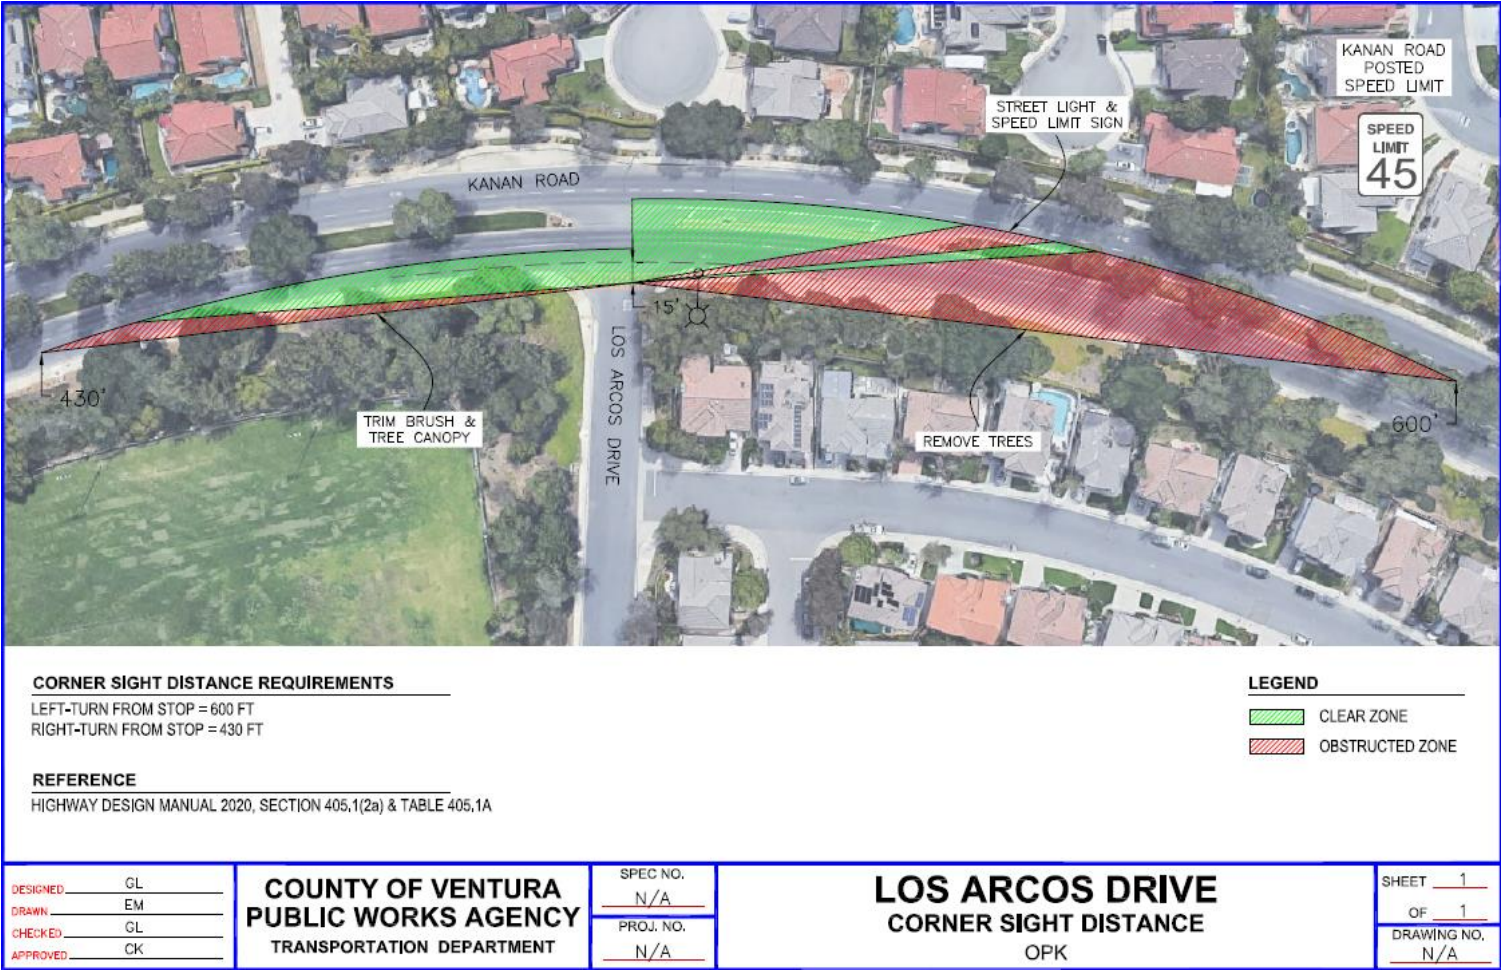 KANAN ROAD
POSTED
SPEED LIMIT
SPEED
LIMIT
45
STREET LIGHT &
SPEED LIMIT SIGN
KANAN ROAD
15'
430'
600'
LOS ARCOS DRIVE
TRIM BRUSH &
TREE CANOPY
REMOVE TREES
CORNER SIGHT DISTANCE REQUIREMENTS
LEFT-TURN FROM STOP = 600 FT
RIGHT-TURN FROM STOP = 430 FT
REFERENCE
HIGHWAY DESIGN MANUAL 2020, SECTION 405.1(2a) & TABLE 405.1A
LEGEND
CLEAR ZONE
OBSTRUCTED ZONE
DESIGNED GL
DRAWN EM
CHECKED GL
APPROVED CK
COUNTY OF VENTURA
PUBLIC WORKS AGENCY
TRANSPORTATION DEPARTMENT
SPEC NO.
N/A
PROJ. NO.
N/A
LOS ARCOS DRIVE
CORNER SIGHT DISTANCE
OPK
SHEET 1
OF 1
DRAWING NO.
N/A